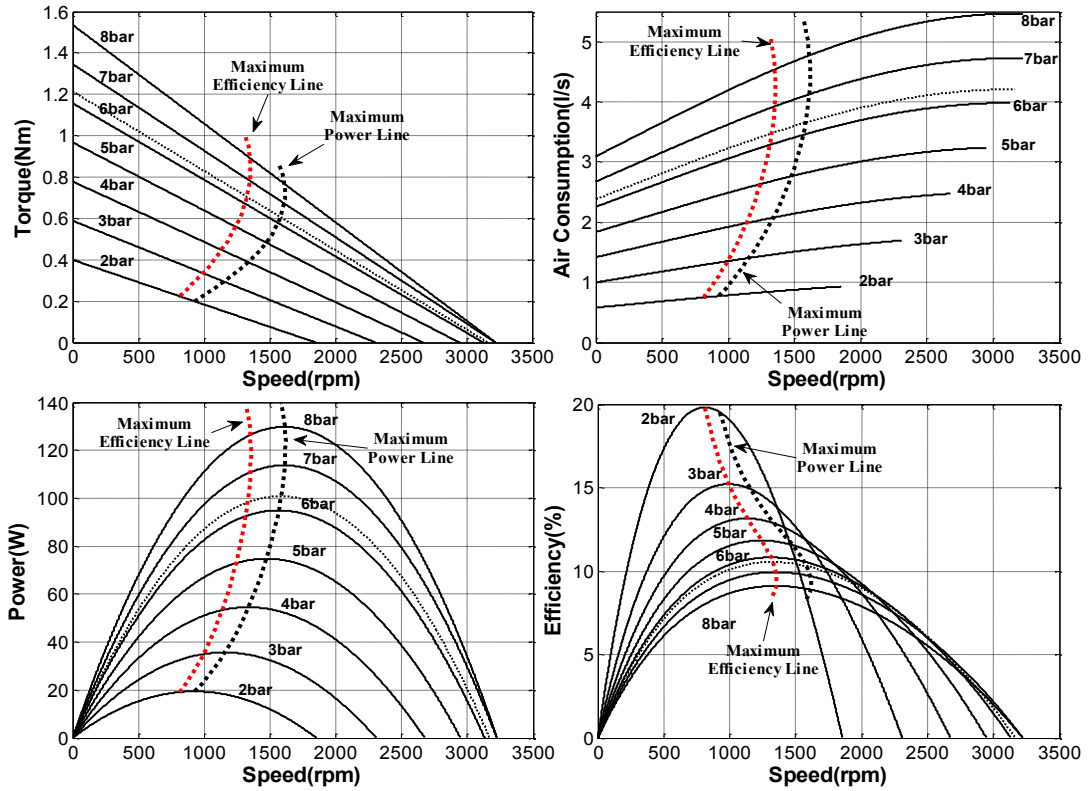 1.6
1.4
1.2
1
0.8
0.6
0.4
0.2
0
Torque(Nm)
8bar
7bar
6bar
5bar
4bar
3bar
2bar
Maximum
Efficiency Line
Maximum
Power Line
0 500 1000 1500 2000 2500 3000 3500
Speed(rpm)
5
4
3
2
1
0
Air Consumption(l/s)
Maximum
Efficiency Line
8bar
7bar
6bar
5bar
4bar
3bar
2bar
Maximum
Power Line
0 500 1000 1500 2000 2500 3000 3500
Speed(rpm)
140
120
100
80
60
40
20
0
Power(W)
Maximum
Efficiency Line
8bar
Maximum
Power Line
7bar
6bar
5bar
4bar
3bar
2bar
0 500 1000 1500 2000 2500 3000 3500
Speed(rpm)
20
15
10
5
0
Efficiency(%)
2bar
Maximum
Power Line
3bar
4bar
5bar
6bar
8bar
Maximum
Efficiency Line
0 500 1000 1500 2000 2500 3000 3500
Speed(rpm)